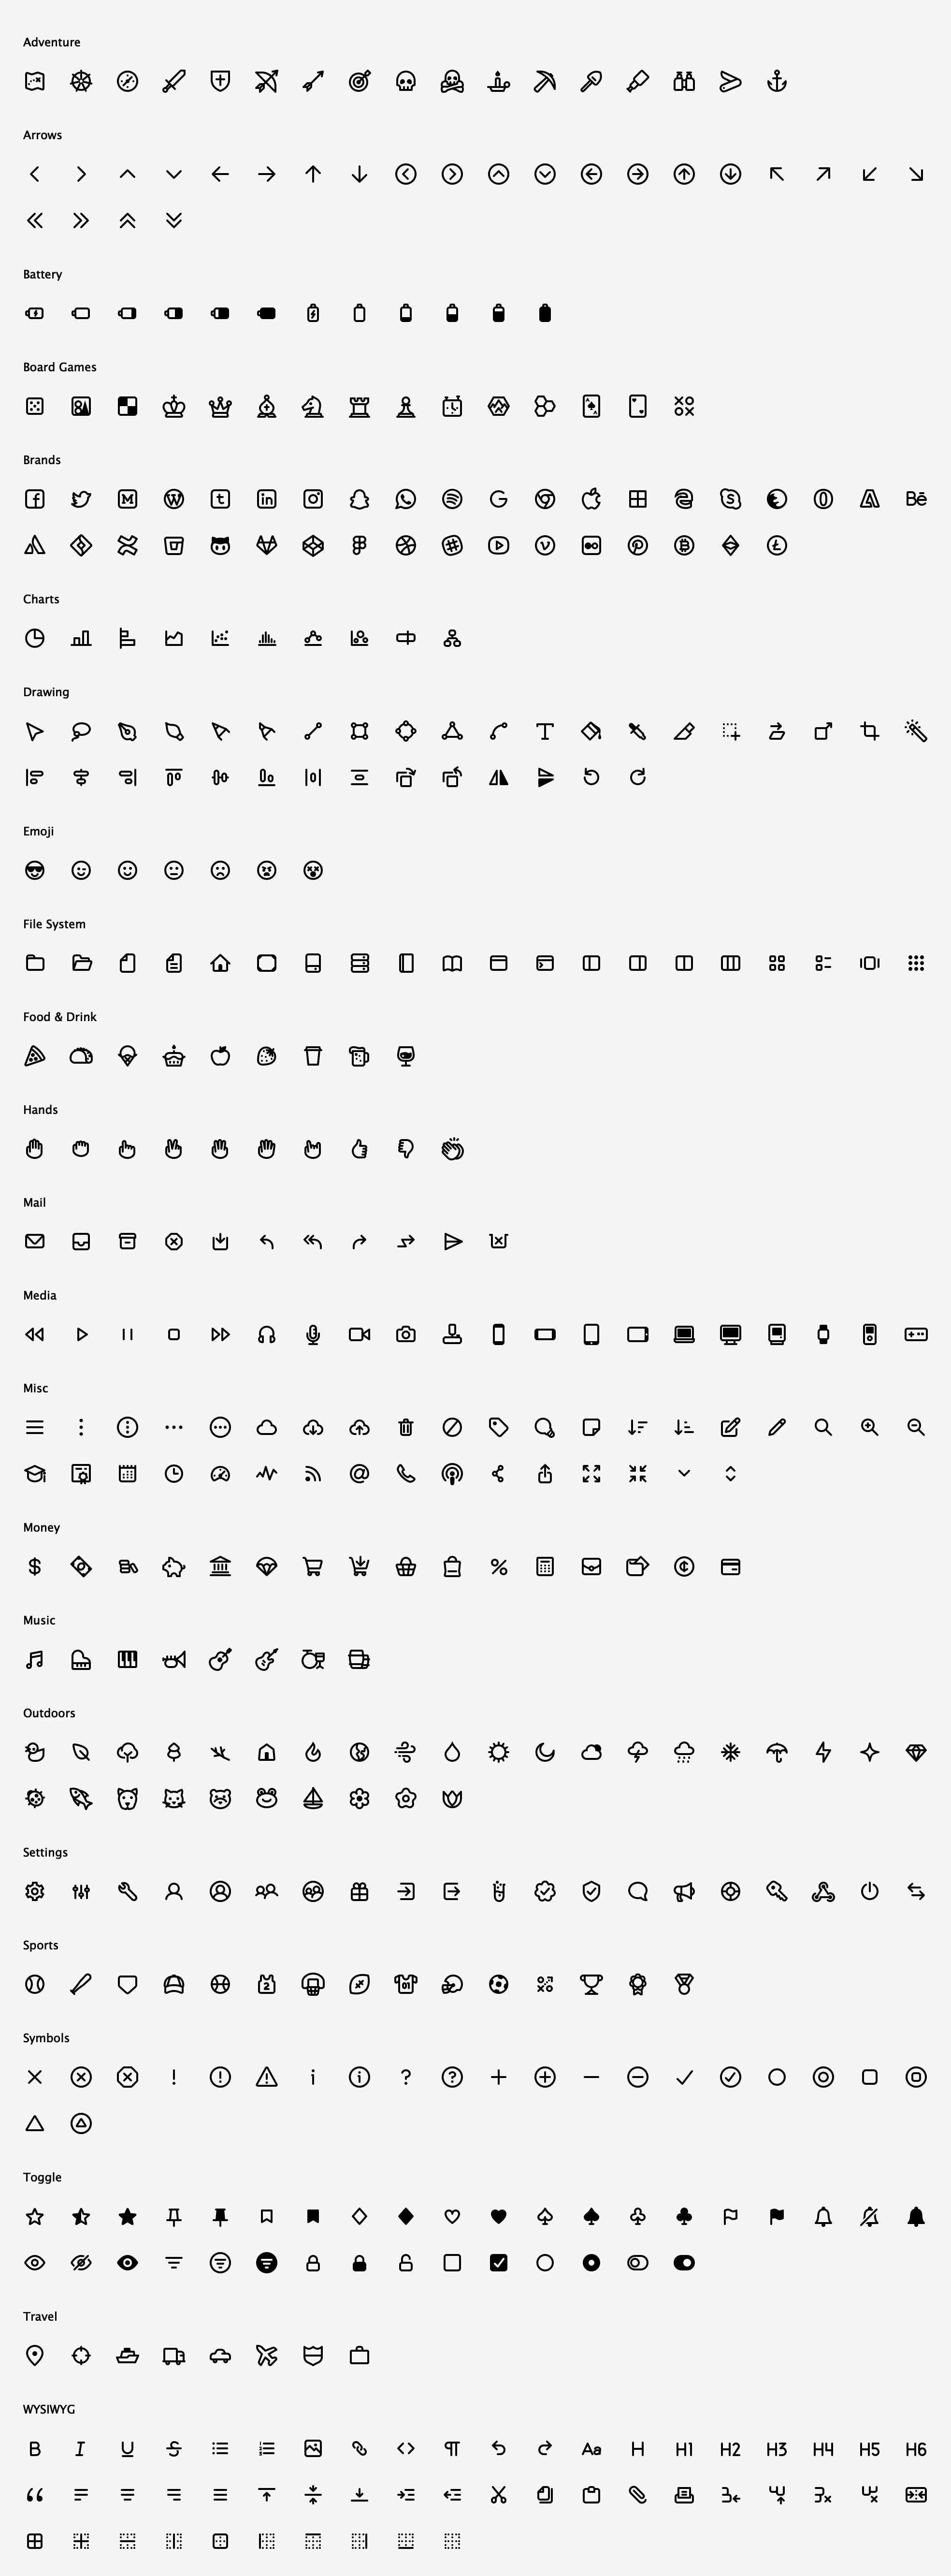 Adventure
Arrows
Battery
Board Games
Brands
Charts
Drawing
Emoji
File System
Food & Drink
Hands
Mail
Media
Misc
Money
Music
Outdoors
Settings
Sports
Symbols
Toggle
Travel
WYSIWYG
B I U S Aa H H1 H2 H3 H4 H5 H6